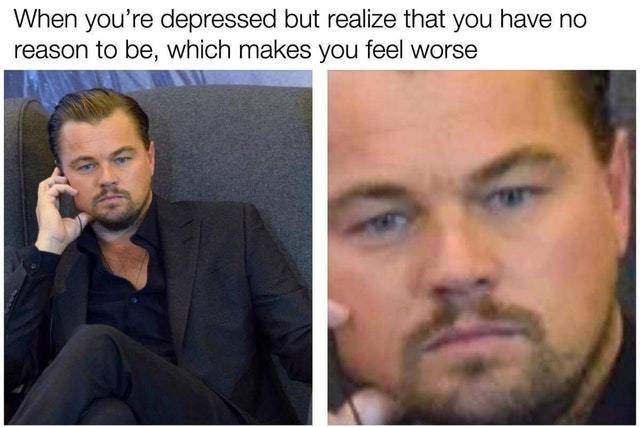 When you’re depressed but realize that you have no
reason to be, which makes you feel worse